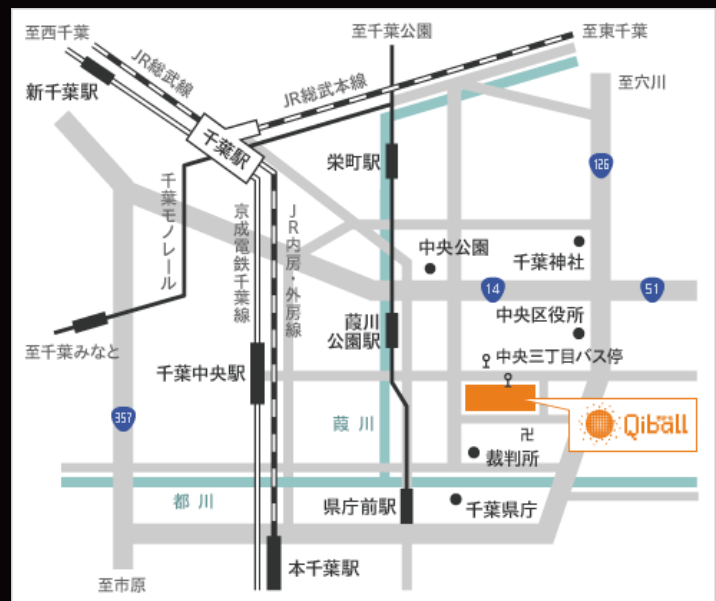 至西千葉
至千葉公園
至東千葉
JR総武線
JR総武本線
新千葉駅
至穴川
千葉駅
栄町駅
126
千葉モノレール
京成電鉄千葉線
JR内房・外房線
中央公園
千葉神社
14
51
葭川
公園駅
中央区役所
至千葉みなと
千葉中央駅
中央三丁目バス停
357
葭川
Qiball
卍
裁判所
都川
県庁前駅
千葉県庁
本千葉駅
至市原